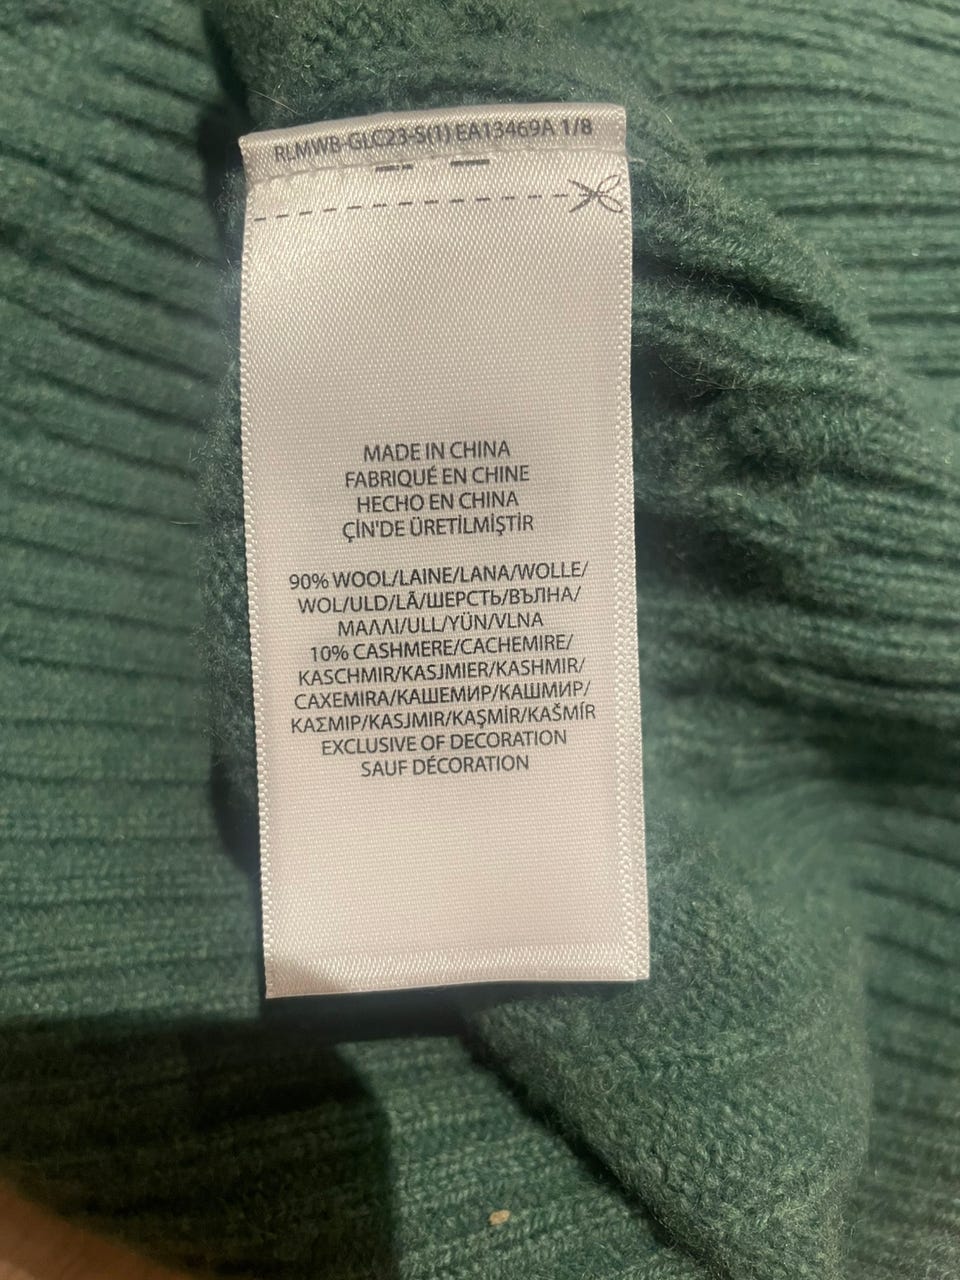 RLMWB-GLC23-S(1) EA13469A 1/8
MADE IN CHINA
FABRIQUÉ EN CHINE
HECHO EN CHINA
ÇİN'DE ÜRETİLMİŞTİR
90% WOOL/LAINE/LANA/WOLLE/
WOL/ULD/LÃ/ШЕРСТЬ/ВЪЛНА/
ΜΑΛΛΙ/ULL/YÜN/VLNA
10% CASHMERE/CACHEMIRE/
KASCHMIR/KASJMIER/KASHMIR/
CAXEMIRA/КАШЕМИР/КАШМИР/
ΚΑΣΜΙΡ/KASJMIR/KAŞMİR/KAŠMÍR
EXCLUSIVE OF DECORATION
SAUF DÉCORATION